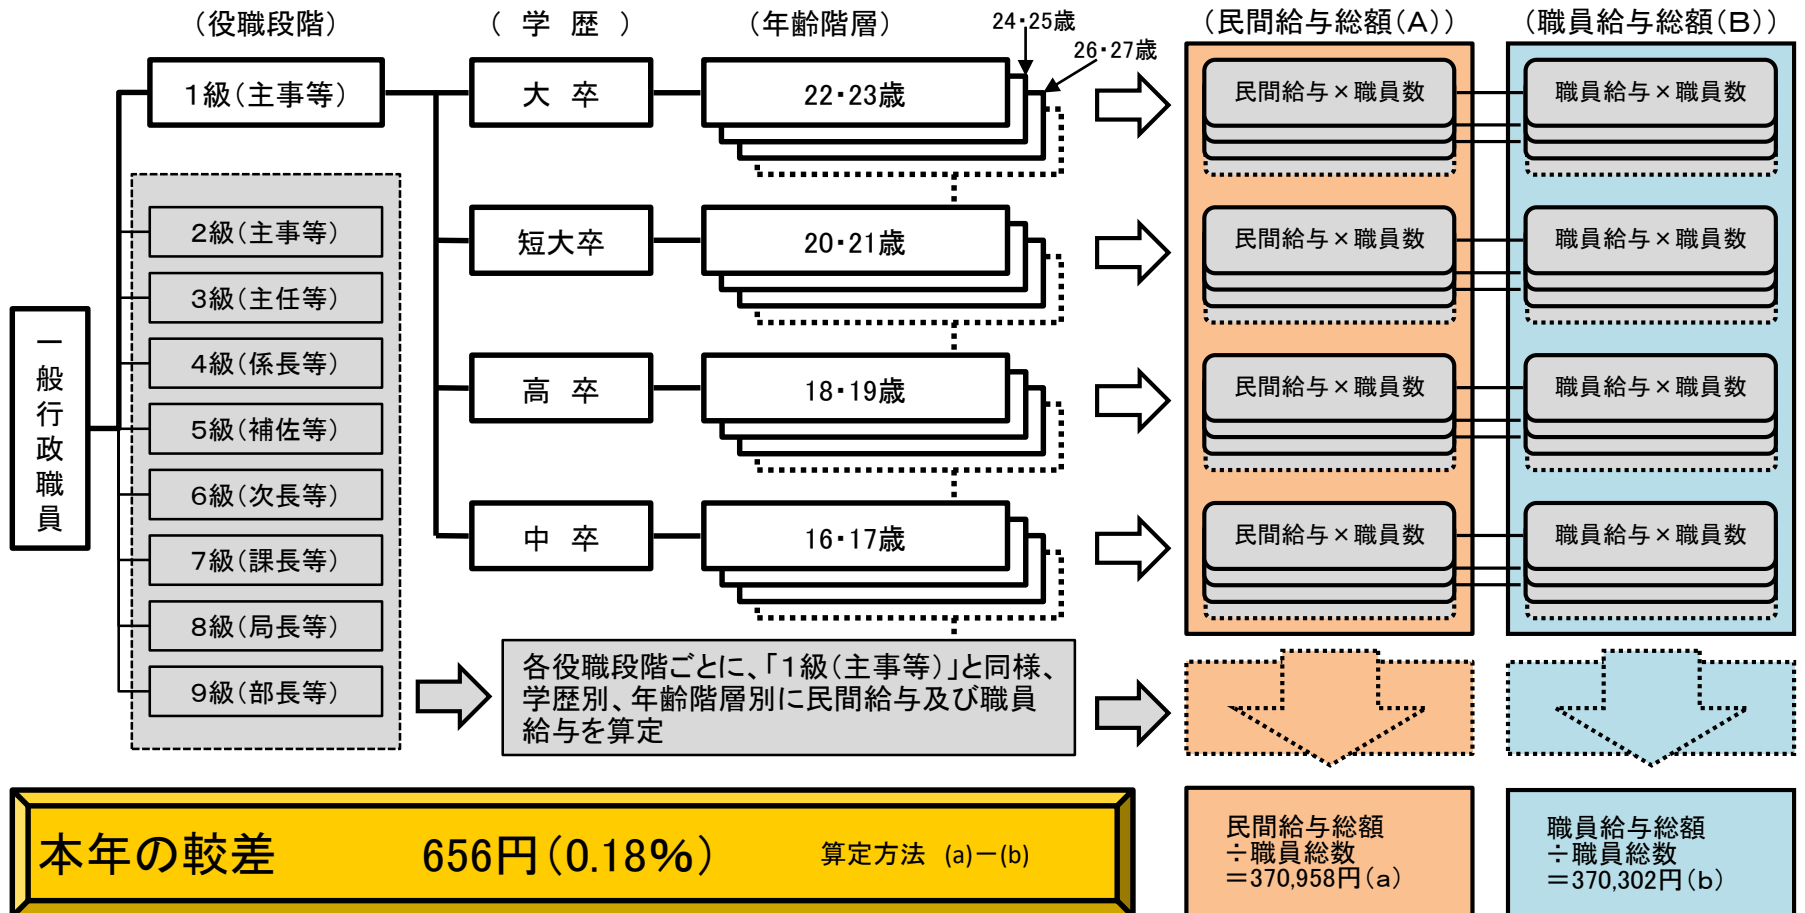 （役職段階）
（ 学 歴 ）
（年齢階層）
24・25歳
26・27歳
（民間給与総額（A））
（職員給与総額（B））
一般行政職員
１級（主事等）
２級（主事等）
３級（主任等）
４級（係長等）
５級（補佐等）
６級（次長等）
７級（課長等）
８級（局長等）
９級（部長等）
大 卒
22・23歳
民間給与×職員数
職員給与×職員数
短大卒
20・21歳
民間給与×職員数
職員給与×職員数
高 卒
18・19歳
民間給与×職員数
職員給与×職員数
中 卒
16・17歳
民間給与×職員数
職員給与×職員数
各役職段階ごとに、「１級（主事等）」と同様、
学歴別、年齢階層別に民間給与及び職員
給与を算定
本年の較差 656円（0.18％） 算定方法 (a)－(b)
民間給与総額
÷職員総数
＝370,958円（a）
職員給与総額
÷職員総数
＝370,302円（b）